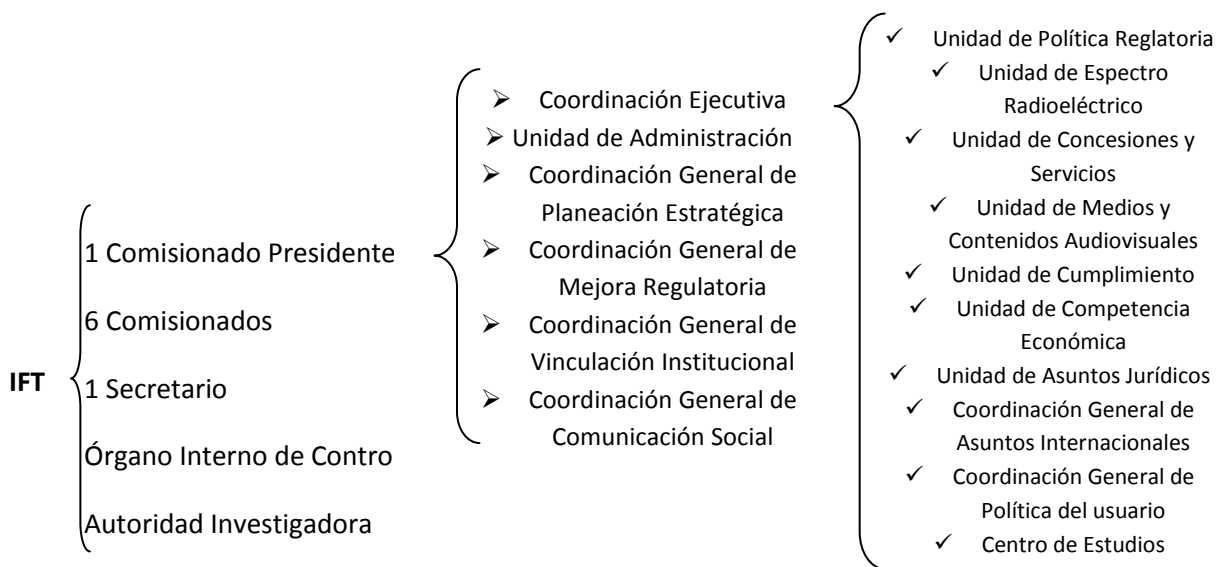 IFT
1 Comisionado Presidente
6 Comisionados
1 Secretario
Órgano Interno de Contro
Autoridad Investigadora
➢ Coordinación Ejecutiva
➢ Unidad de Administración
➢ Coordinación General de
Planeación Estratégica
➢ Coordinación General de
Mejora Regulatoria
➢ Coordinación General de
Vinculación Institucional
➢ Coordinación General de
Comunicación Social
✓ Unidad de Política Reglatoria
✓ Unidad de Espectro
Radioeléctrico
✓ Unidad de Concesiones y
Servicios
✓ Unidad de Medios y
Contenidos Audiovisuales
✓ Unidad de Cumplimiento
✓ Unidad de Competencia
Económica
✓ Unidad de Asuntos Jurídicos
✓ Coordinación General de
Asuntos Internacionales
✓ Coordinación General de
Política del usuario
✓ Centro de Estudios